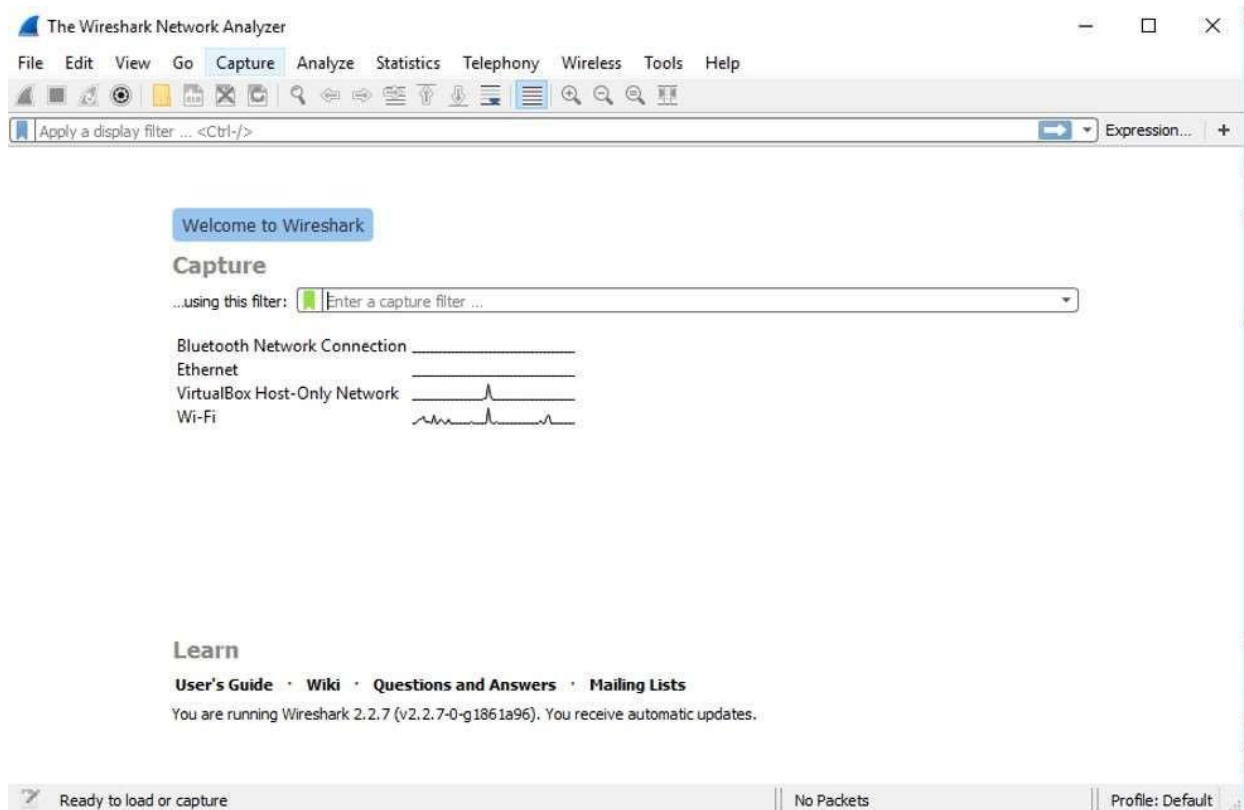 The Wireshark Network Analyzer
File Edit View Go Capture Analyze Statistics Telephony Wireless Tools Help
Apply a display filter ... <Ctrl-/> Expression... +
Welcome to Wireshark
Capture
...using this filter: Enter a capture filter ...
Bluetooth Network Connection
Ethernet
VirtualBox Host-Only Network
Wi-Fi
Learn
User's Guide · Wiki · Questions and Answers · Mailing Lists
You are running Wireshark 2.2.7 (v2.2.7-0-g1861a96). You receive automatic updates.
Ready to load or capture No Packets Profile: Default